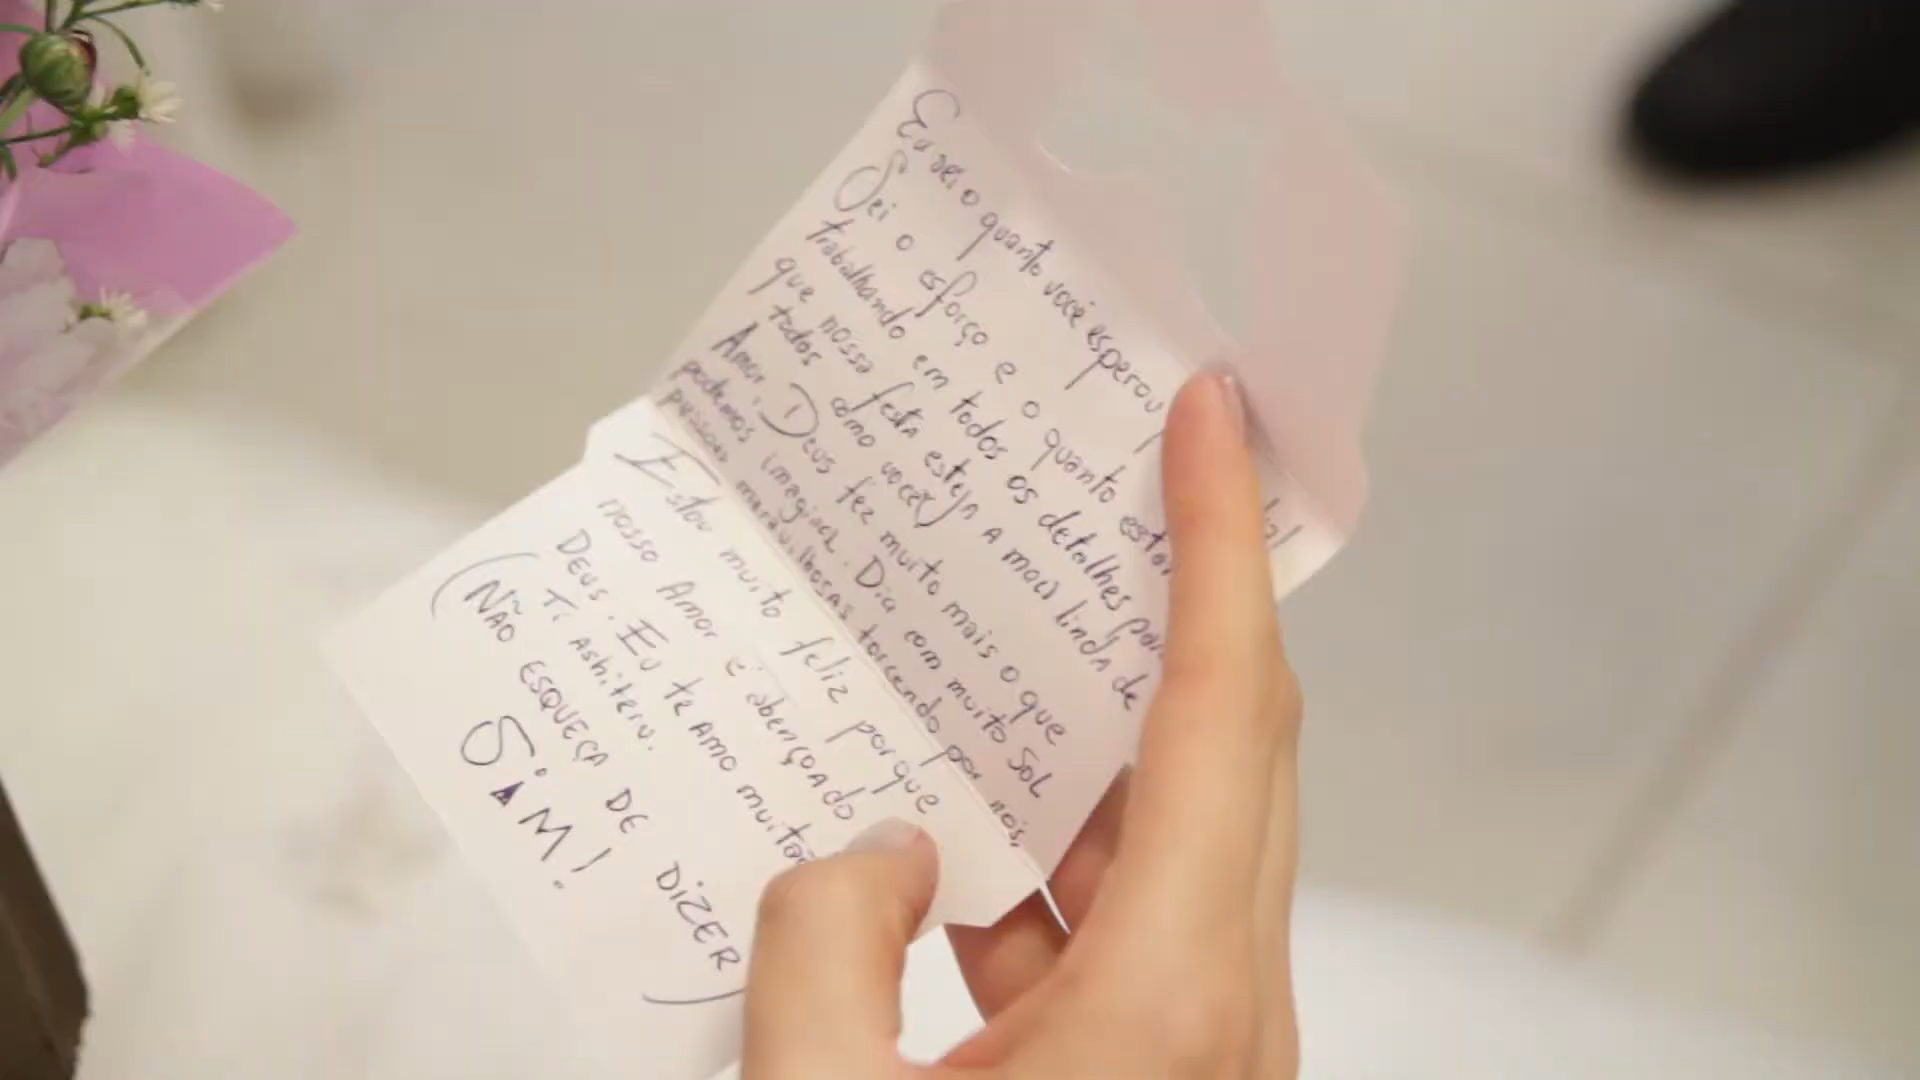 Eu sei o quanto você esperou
Sei o esforço e o quanto
trabalhando em todos os detalhes
que nossa festa esteja a mais linda de
todos como você)
Amor, Deus fez muito mais o que
podemos imaginar. Dia com muito sol
pessoas maravilhosas torcendo por nós,
Estou muito feliz porque
nosso Amor é abençoado
Deus. Eu te amo
Ti Ashiteru.
(NÃO ESQUEÇA DE DIZER)
SiM!